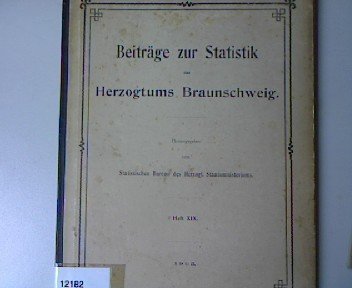 Beiträge zur Statistik
des
Herzogtums Braunschweig.
Herausgegeben
vom
Statistischen Bureau des Herzogl. Staatsministeriums.
Heft XIX.
12182